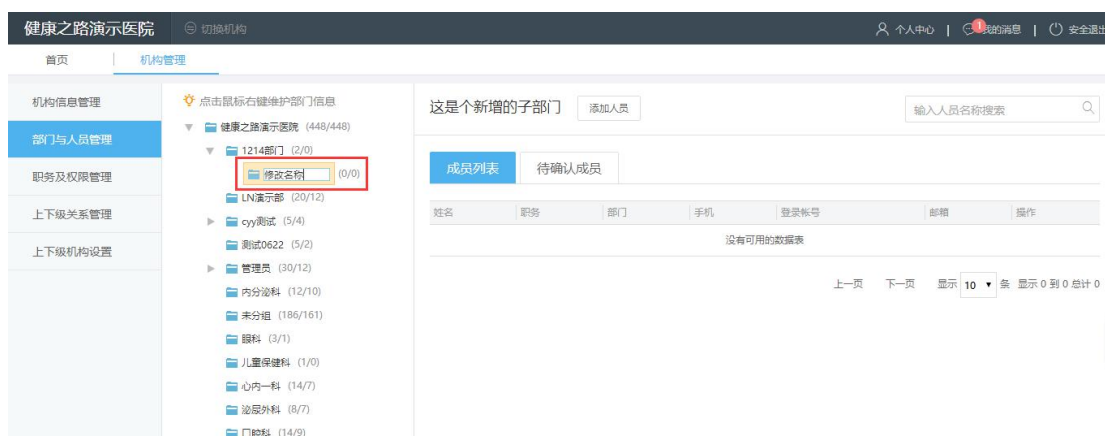 健康之路演示医院 切换机构 个人中心 | 1 我的消息 | 安全退出
首页 | 机构管理
机构信息管理
部门与人员管理
职务及权限管理
上下级关系管理
上下级机构设置
点击鼠标右键维护部门信息
健康之路演示医院 (448/448)
1214部门 (2/0)
修改名称 (0/0)
LN演示部 (20/12)
cyy测试 (5/4)
测试0622 (5/2)
管理员 (30/12)
内分泌科 (12/10)
未分组 (186/161)
眼科 (3/1)
儿童保健科 (1/0)
心内一科 (14/7)
泌尿外科 (8/7)
口腔科 (14/9)
这是个新增的子部门 添加人员 输入人员名称搜索
成员列表 待确认成员
姓名 职务 部门 手机 登录帐号 邮箱 操作
没有可用的数据表
上一页 下一页 显示 10 条 显示 0 到 0 总计 0